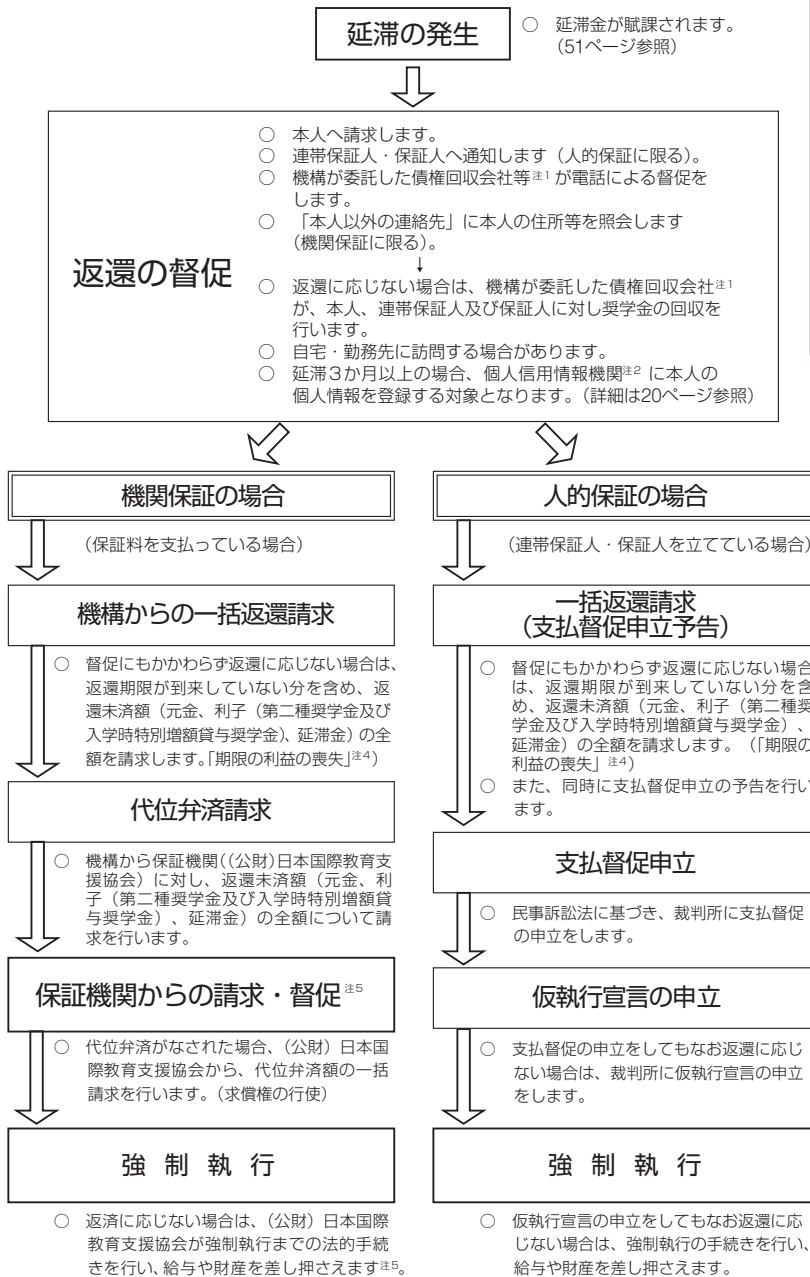 延滞の発生
○ 延滞金が賦課されます。
(51ページ参照)
返還の督促
○ 本人へ請求します。
○ 連帯保証人・保証人へ通知します(人的保証に限る)。
○ 機構が委託した債権回収会社等注1 が電話による督促を
します。
○ 「本人以外の連絡先」に本人の住所等を照会します
(機関保証に限る)。
↓
○ 返還に応じない場合は、機構が委託した債権回収会社注1
が、本人、連帯保証人及び保証人に対し奨学金の回収を
行います。
○ 自宅・勤務先に訪問する場合があります。
○ 延滞3か月以上の場合、個人信用情報機関注2 に本人の
個人情報を登録する対象となります。(詳細は20ページ参照)
機関保証の場合
(保証料を支払っている場合)
機構からの一括返還請求
○ 督促にもかかわらず返還に応じない場合は、
返還期限が到来していない分を含め、返
還未済額(元金、利子(第二種奨学金及び
入学時特別増額貸与奨学金)、延滞金)の全
額を請求します。「期限の利益の喪失」注4)
代位弁済請求
○ 機構から保証機関((公財)日本国際教育支
援協会)に対し、返還未済額(元金、利
子(第二種奨学金及び入学時特別増額貸
与奨学金)、延滞金)の全額について請
求を行います。
保証機関からの請求・督促注5
○ 代位弁済がなされた場合、(公財)日本国
際教育支援協会から、代位弁済額の一括
請求を行います。(求償権の行使)
強 制 執 行
○ 返済に応じない場合は、(公財)日本国際
教育支援協会が強制執行までの法的手続
きを行い、給与や財産を差し押さえます注5。
人的保証の場合
(連帯保証人・保証人を立てている場合)
一括返還請求
(支払督促申立予告)
○ 督促にもかかわらず返還に応じない場合
は、返還期限が到来していない分を含
め、返還未済額(元金、利子(第二種奨
学金及び入学時特別増額貸与奨学金)、
延滞金)の全額を請求します。(「期限の
利益の喪失」注4)
○ また、同時に支払督促申立の予告を行い
ます。
支払督促申立
○ 民事訴訟法に基づき、裁判所に支払督促
の申立をします。
仮執行宣言の申立
○ 支払督促の申立をしてもなお返還に応じ
ない場合は、裁判所に仮執行宣言の申立
をします。
強 制 執 行
○ 仮執行宣言の申立をしてもなお返還に応
じない場合は、強制執行の手続きを行い、
給与や財産を差し押さえます。